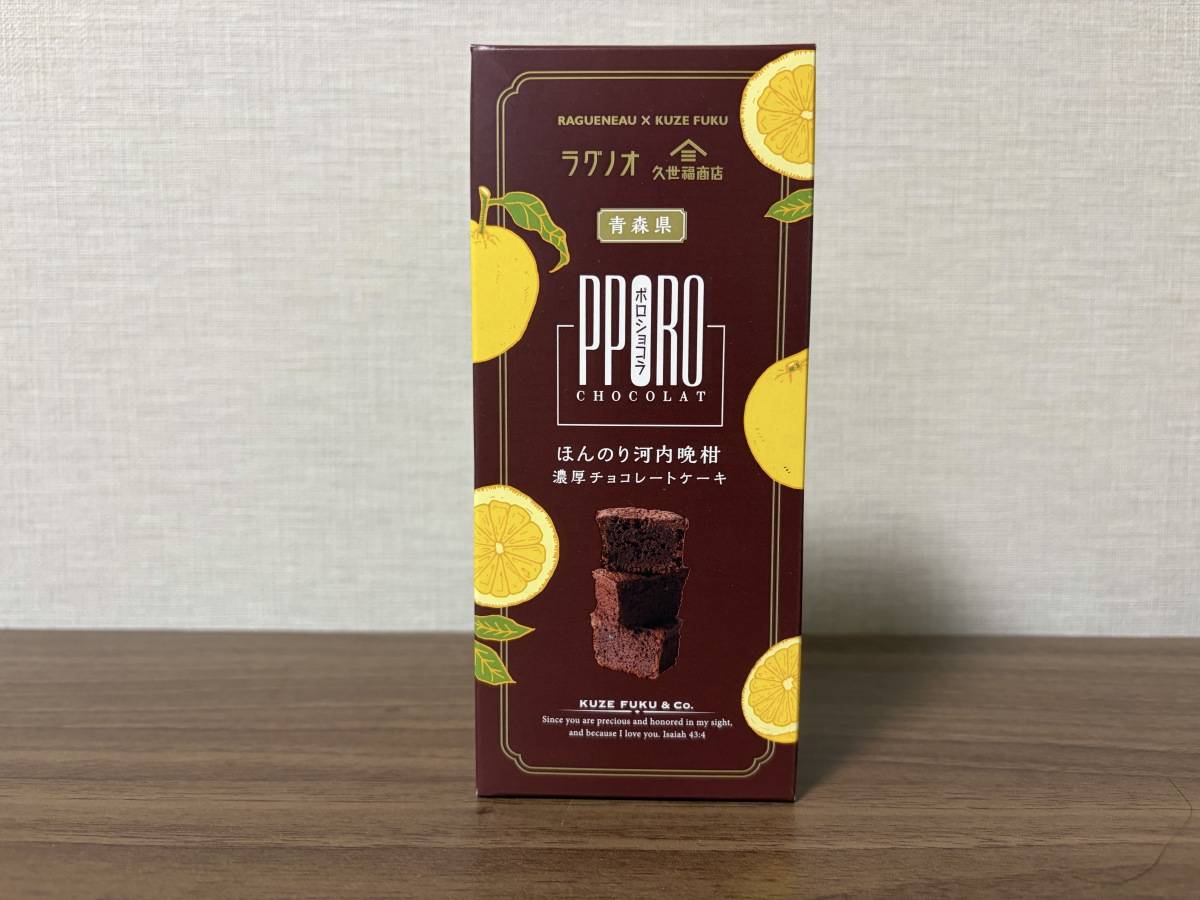 RAGUENEAU X KUZE FUKU
ラグノオ 久世福商店
青森県
PPORO
ポロショコラ
CHOCOLAT
ほんのり河内晩柑
濃厚チョコレートケーキ
KUZE FUKU & Co.
Since you are precious and honored in my sight,
and because I love you. Isaiah 43:4